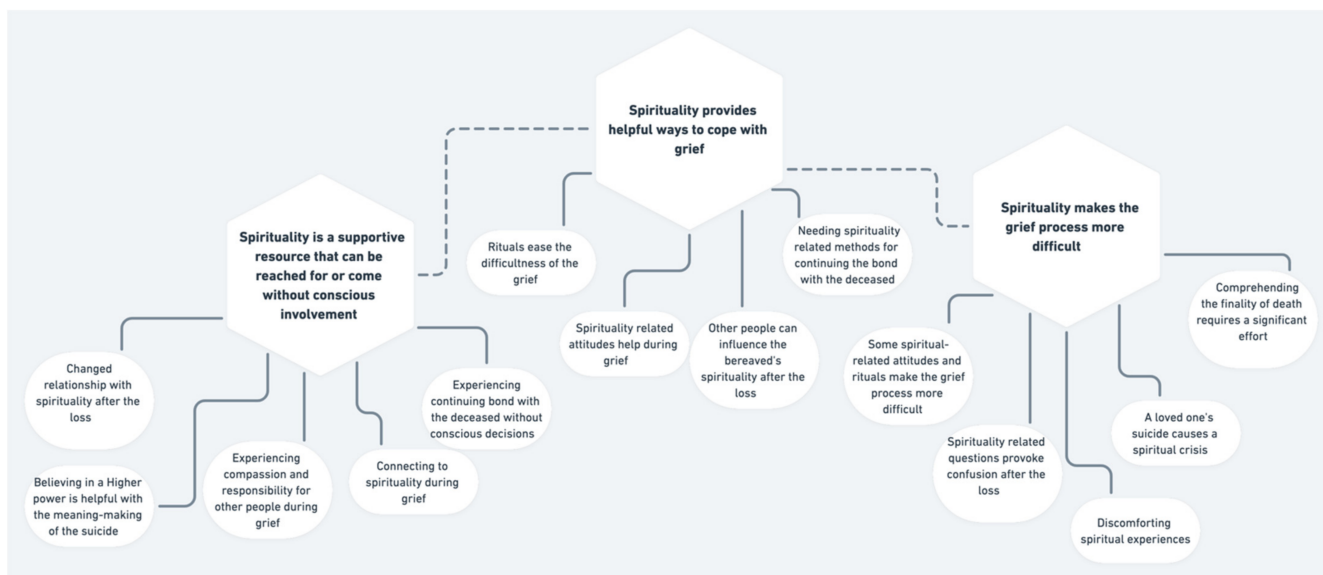 Spirituality provides
helpful ways to cope with
grief
Spirituality is a supportive
resource that can be
reached for or come
without conscious
involvement
Spirituality makes the
grief process more
difficult
Changed
relationship with
spirituality after the
loss
Believing in a Higher
power is helpful with
the meaning-making
of the suicide
Experiencing
compassion and
responsibility for
other people during
grief
Connecting to
spirituality during
grief
Experiencing
continuing bond with
the deceased without
conscious decisions
Rituals ease the
difficultness of the
grief
Spirituality related
attitudes help during
grief
Other people can
influence the
bereaved's
spirituality after the
loss
Needing spirituality
related methods for
continuing the bond
with the deceased
Some spiritual-
related attitudes and
rituals make the grief
process more
difficult
Spirituality related
questions provoke
confusion after the
loss
Discomforting
spiritual experiences
A loved one's
suicide causes a
spiritual crisis
Comprehending
the finality of death
requires a significant
effort